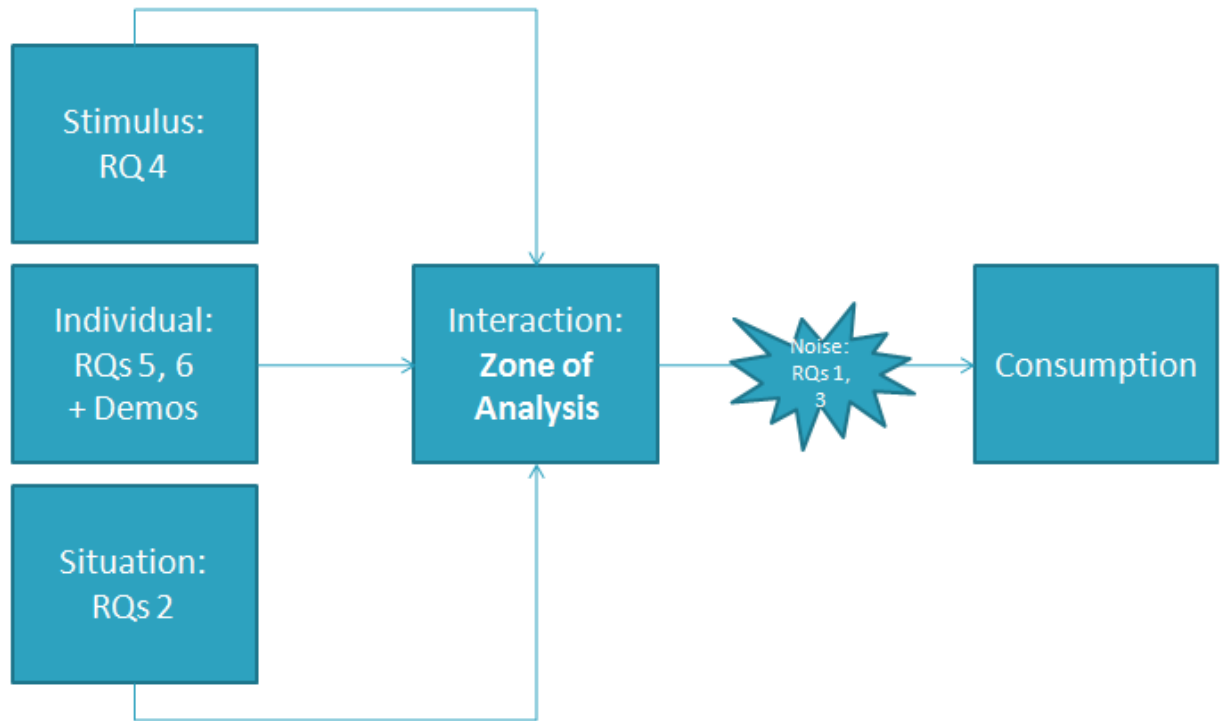 Stimulus:
RQ 4
Individual:
RQs 5, 6
+ Demos
Situation:
RQs 2
Interaction:
Zone of
Analysis
Noise:
RQs 1,
3
Consumption